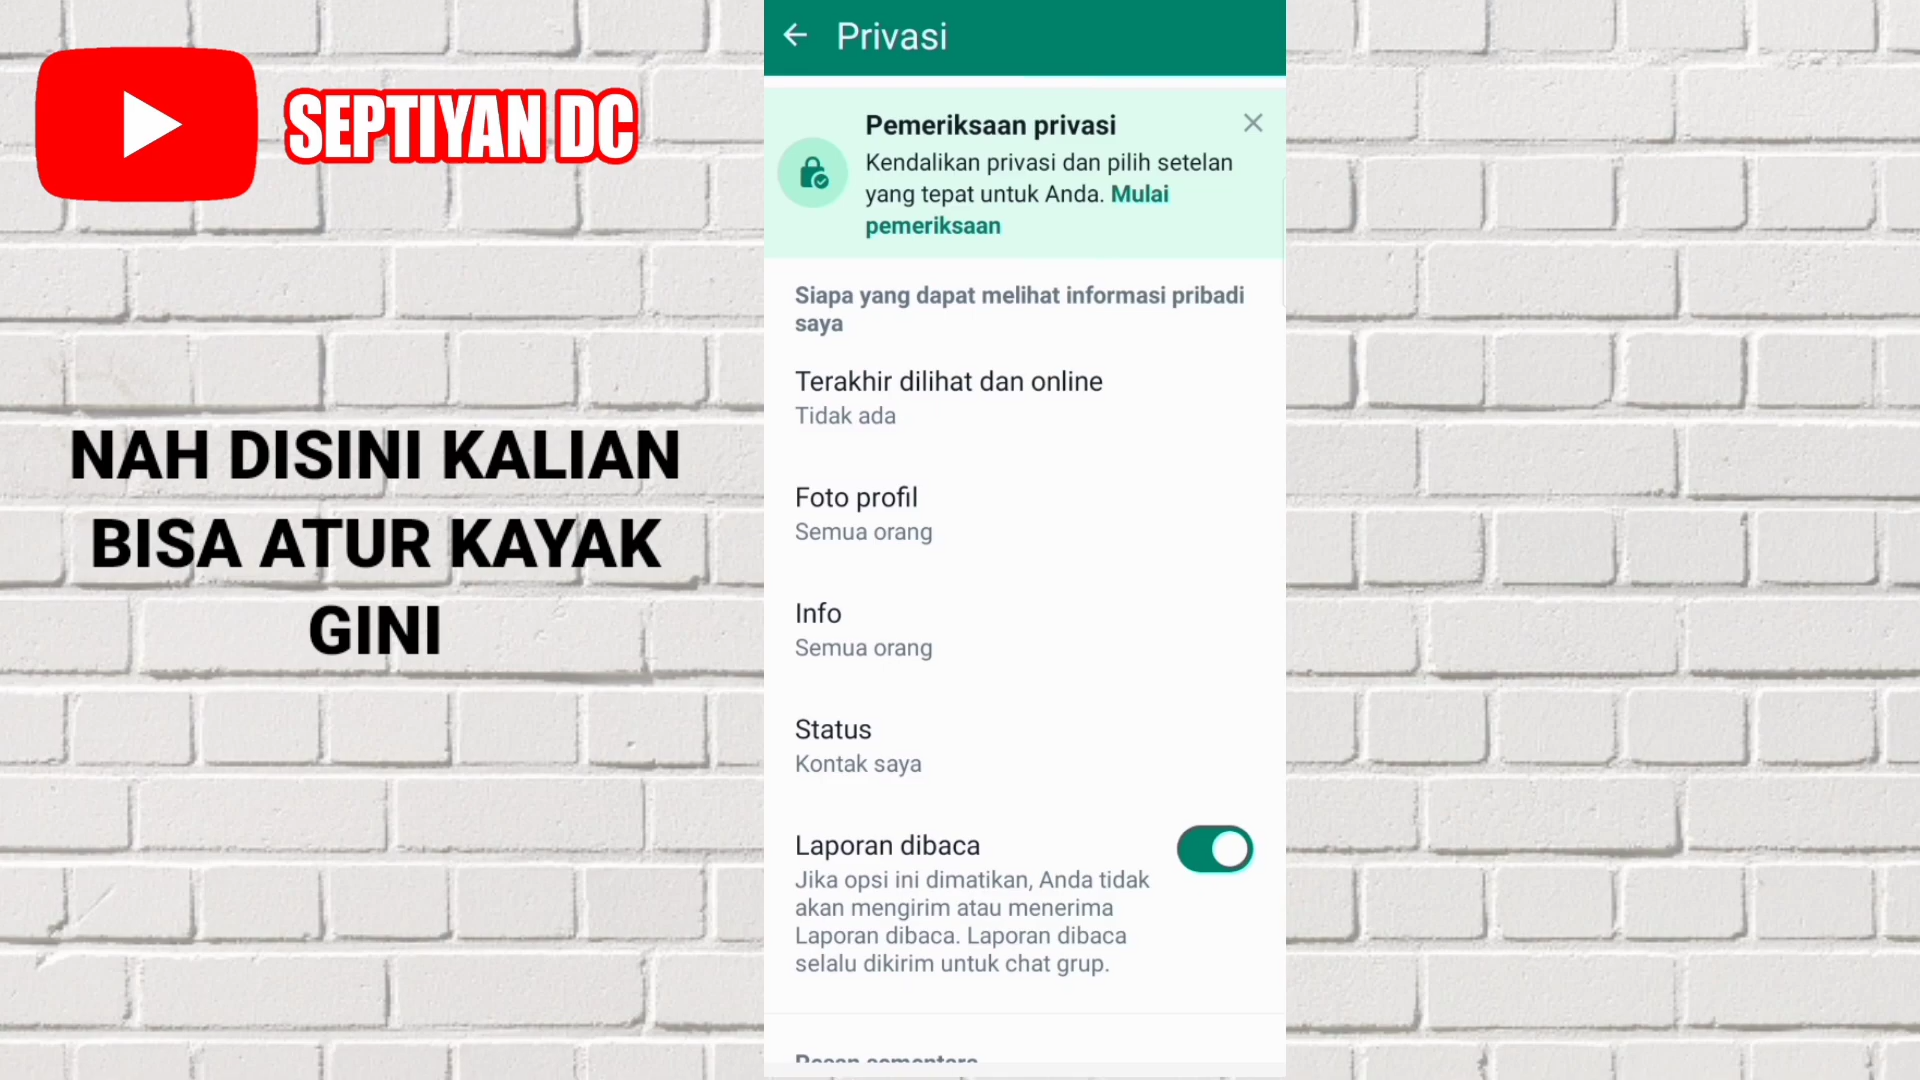 SEPTIYAN DC
NAH DISINI KALIAN
BISA ATUR KAYAK
GINI
Privasi
Pemeriksaan privasi
Kendalikan privasi dan pilih setelan
yang tepat untuk Anda. Mulai
pemeriksaan
Siapa yang dapat melihat informasi pribadi
saya
Terakhir dilihat dan online
Tidak ada
Foto profil
Semua orang
Info
Semua orang
Status
Kontak saya
Laporan dibaca
Jika opsi ini dimatikan, Anda tidak
akan mengirim atau menerima
Laporan dibaca. Laporan dibaca
selalu dikirim untuk chat grup.
Pesan sementara